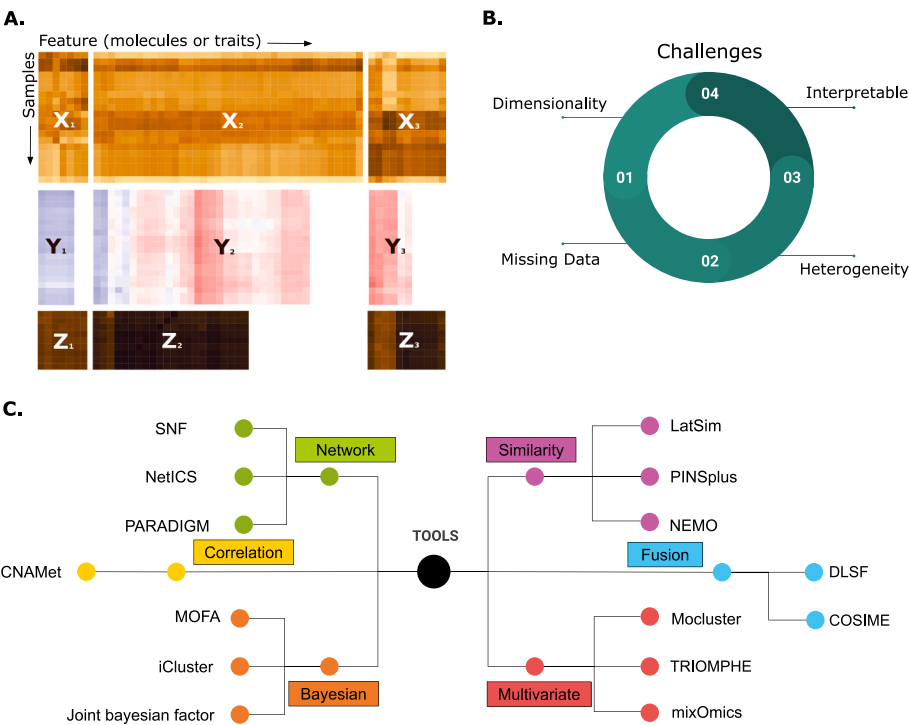 A.
Feature (molecules or traits)
Samples
X1
X2
X3
Y1
Y2
Y3
Z1
Z2
Z3
B.
Challenges
Dimensionality
Interpretable
Missing Data
Heterogeneity
04
01
03
02
C.
SNF
NetICS
PARADIGM
Network
Correlation
CNAMet
MOFA
iCluster
Joint bayesian factor
Bayesian
TOOLS
Similarity
LatSim
PINSplus
NEMO
Fusion
DLSF
COSIME
Mocluster
TRIOMPHE
mixOmics
Multivariate